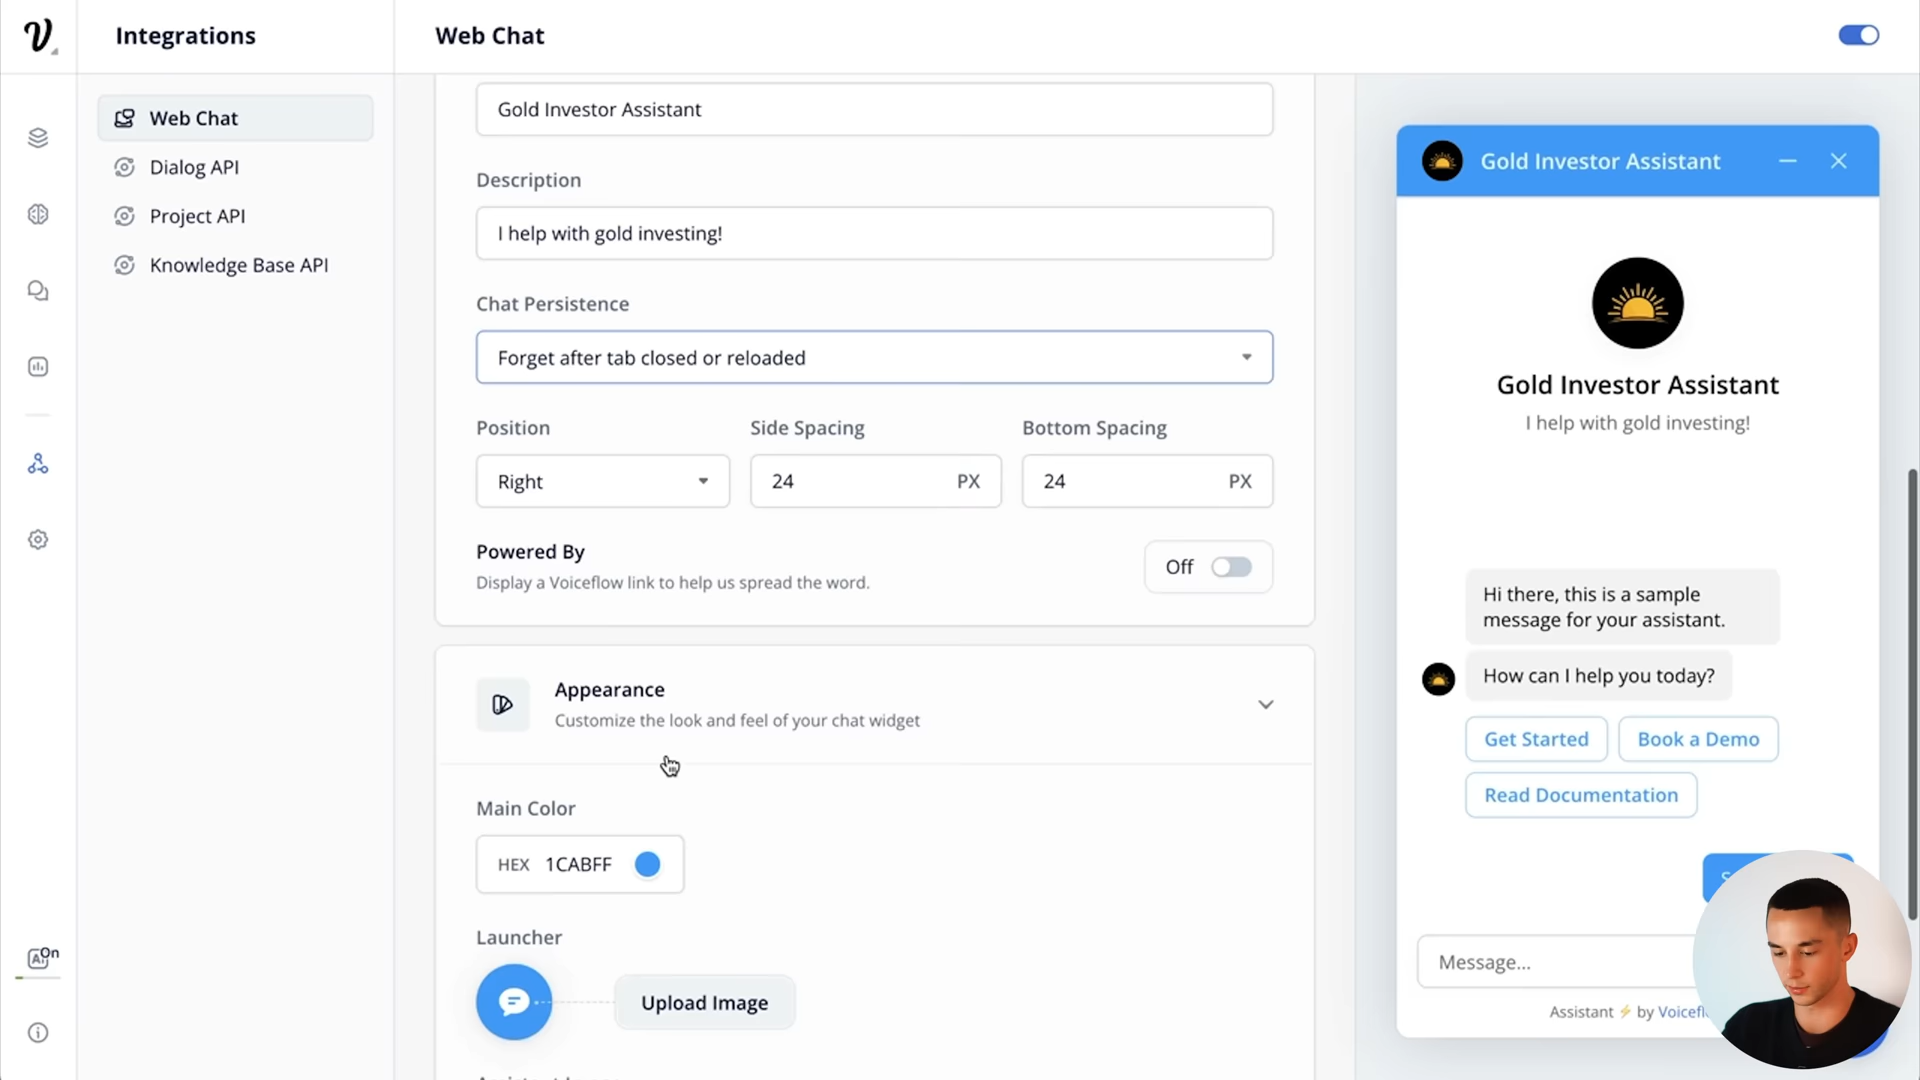 Integrations
Web Chat
Web Chat
Dialog API
Project API
Knowledge Base API
On
Gold Investor Assistant
Description
I help with gold investing!
Chat Persistence
Forget after tab closed or reloaded
Position
Side Spacing
Bottom Spacing
Right
24 PX
24 PX
Powered By
Display a Voiceflow link to help us spread the word.
Off
Appearance
Customize the look and feel of your chat widget
Main Color
HEX 1CABFF
Launcher
Upload Image
Gold Investor Assistant
Gold Investor Assistant
I help with gold investing!
Hi there, this is a sample
message for your assistant.
How can I help you today?
Get Started
Book a Demo
Read Documentation
Message...
Assistant ⚡ by